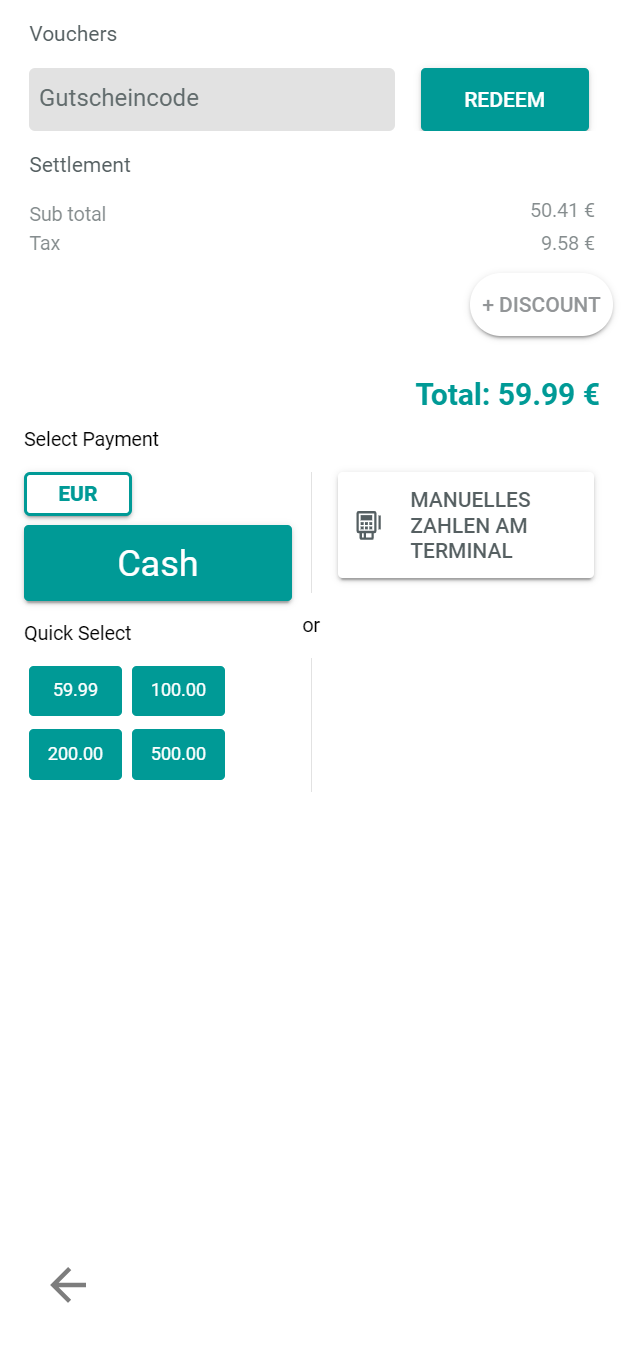 Vouchers
Gutscheincode
REDEEM
Settlement
Sub total 50.41 €
Tax 9.58 €
+ DISCOUNT
Total: 59.99 €
Select Payment
EUR
Cash
MANUELLES
ZAHLEN AM
TERMINAL
or
Quick Select
59.99 100.00
200.00 500.00